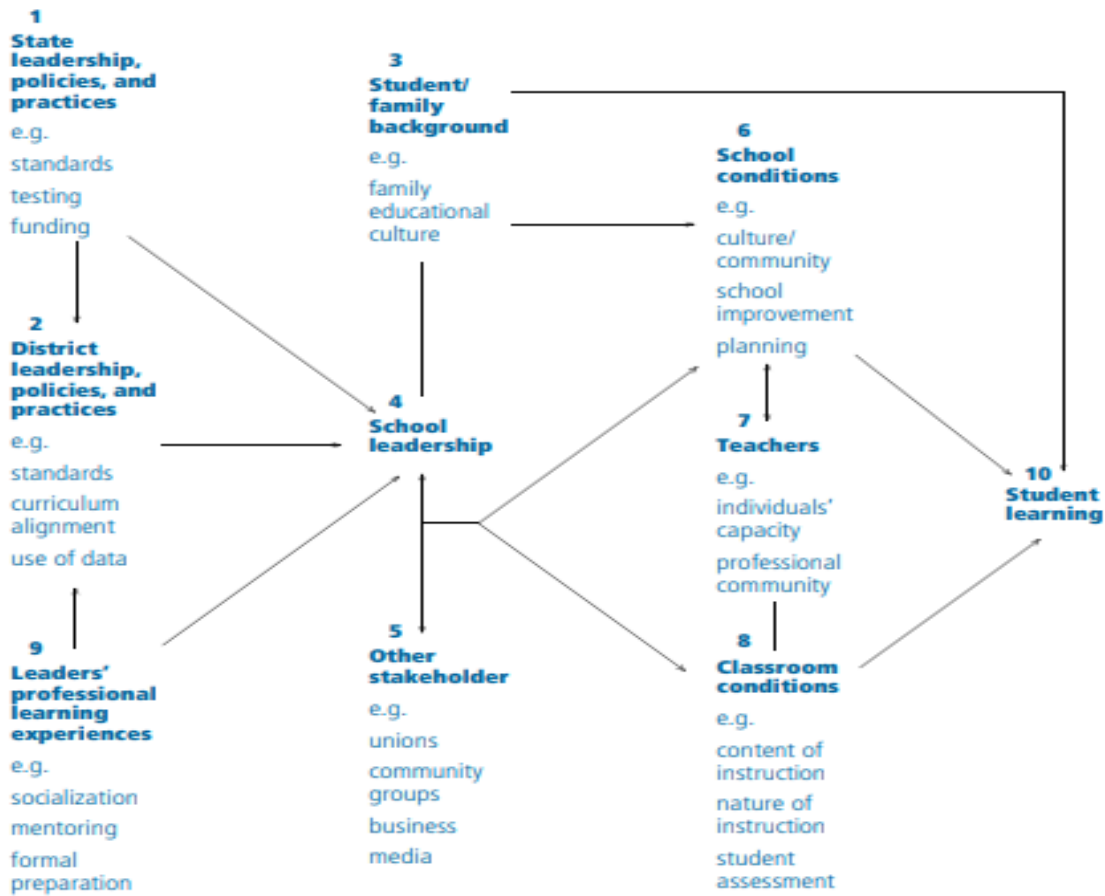 1
State
leadership,
policies, and
practices
e.g.
standards
testing
funding
2
District
leadership,
policies, and
practices
e.g.
standards
curriculum
alignment
use of data
9
Leaders'
professional
learning
experiences
e.g.
socialization
mentoring
formal
preparation
3
Student/
family
background
e.g.
family
educational
culture
4
School
leadership
5
Other
stakeholder
e.g.
unions
community
groups
business
media
6
School
conditions
e.g.
culture/
community
school
improvement
planning
7
Teachers
e.g.
individuals'
capacity
professional
community
8
Classroom
conditions
e.g.
content of
instruction
nature of
instruction
student
assessment
10
Student
learning